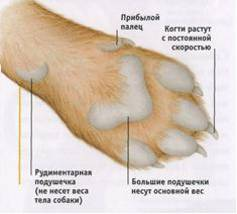 Прибылой
палец
Когти растут
с постоянной
скоростью
Рудиментарная
подушечка
(не несет веса
тела собаки)
Большие подушечки
несут основной вес